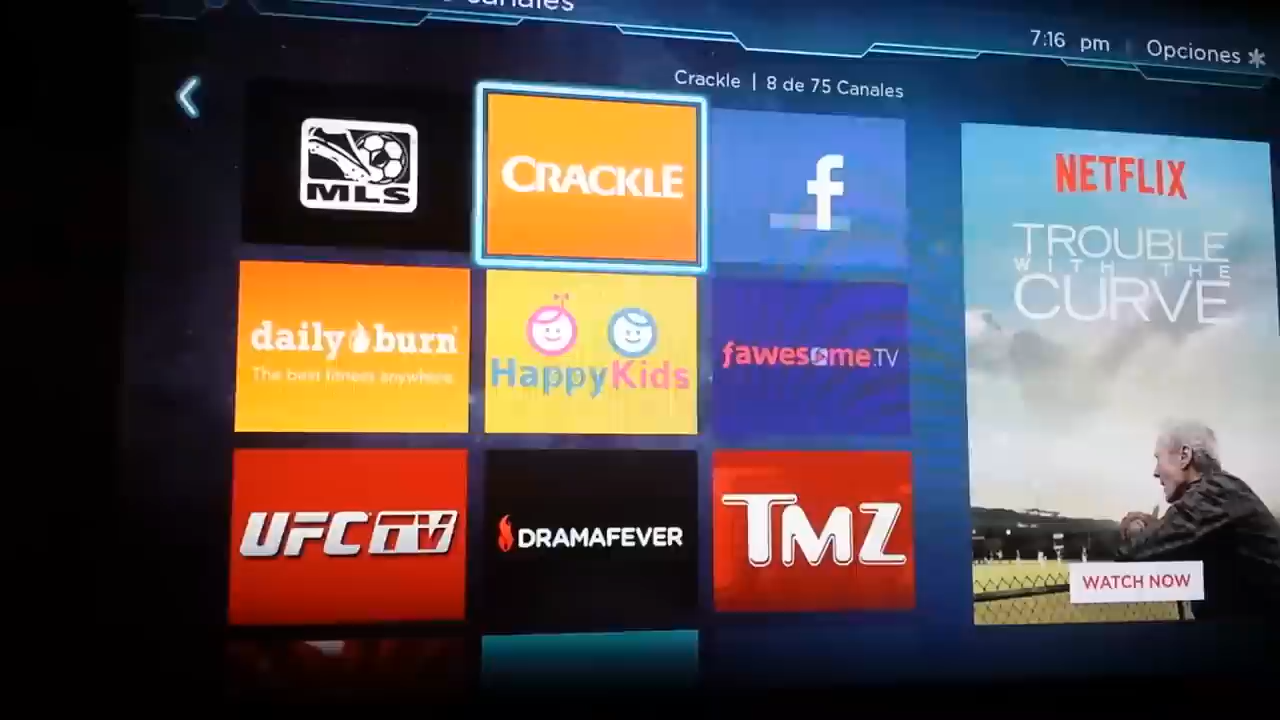 canales
7:16 pm | Opciones *
Crackle | 8 de 75 Canales
MLS
CRACKLE
f
NETFLIX
TROUBLE
WITH THE
CURVE
daily burn
The best fitness anywhere.
HappyKids
fawesome.TV
UFC TV
DRAMAFEVER
TMZ
WATCH NOW